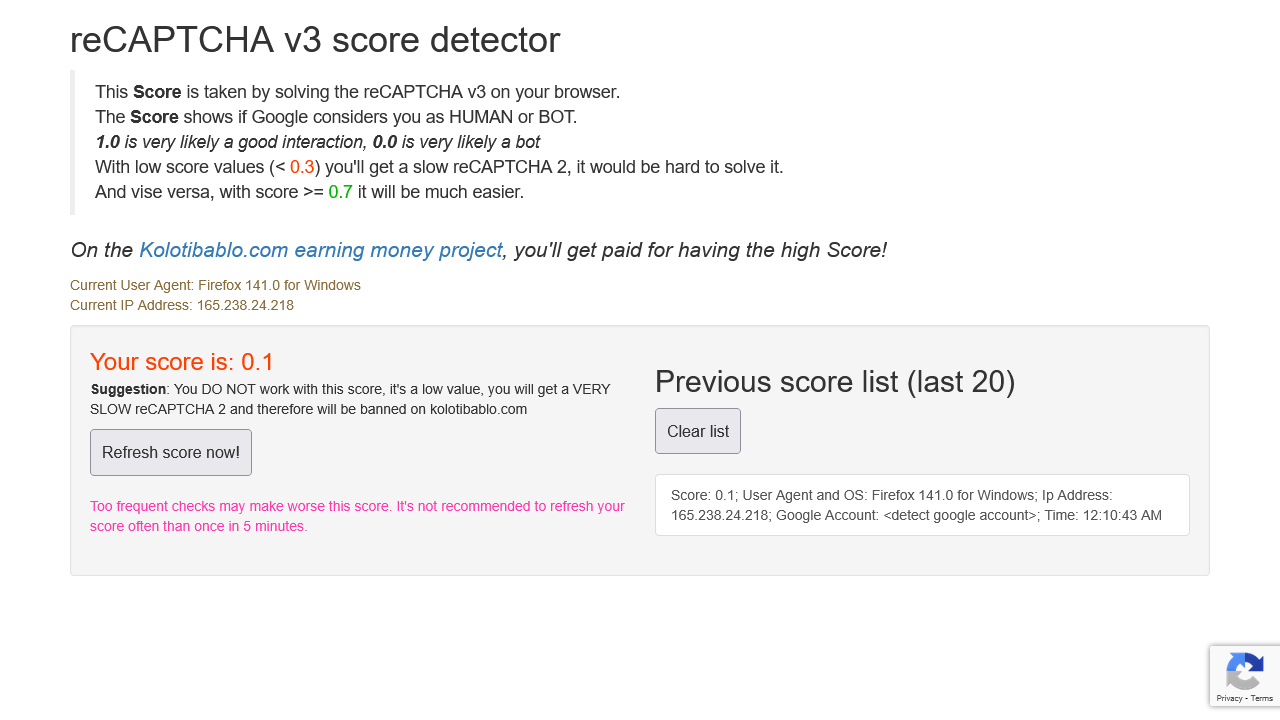 reCAPTCHA v3 score detector
This Score is taken by solving the reCAPTCHA v3 on your browser.
The Score shows if Google considers you as HUMAN or BOT.
1.0 is very likely a good interaction, 0.0 is very likely a bot
With low score values (< 0.3) you'll get a slow reCAPTCHA 2, it would be hard to solve it.
And vise versa, with score >= 0.7 it will be much easier.
On the Kolotibablo.com earning money project, you'll get paid for having the high Score!
Current User Agent: Firefox 141.0 for Windows
Current IP Address: 165.238.24.218
Your score is: 0.1
Suggestion: You DO NOT work with this score, it's a low value, you will get a VERY
SLOW reCAPTCHA 2 and therefore will be banned on kolotibablo.com
Refresh score now!
Too frequent checks may make worse this score. It's not recommended to refresh your
score often than once in 5 minutes.
Previous score list (last 20)
Clear list
Score: 0.1; User Agent and OS: Firefox 141.0 for Windows; Ip Address:
165.238.24.218; Google Account: <detect google account>; Time: 12:10:43 AM
Privacy - Terms